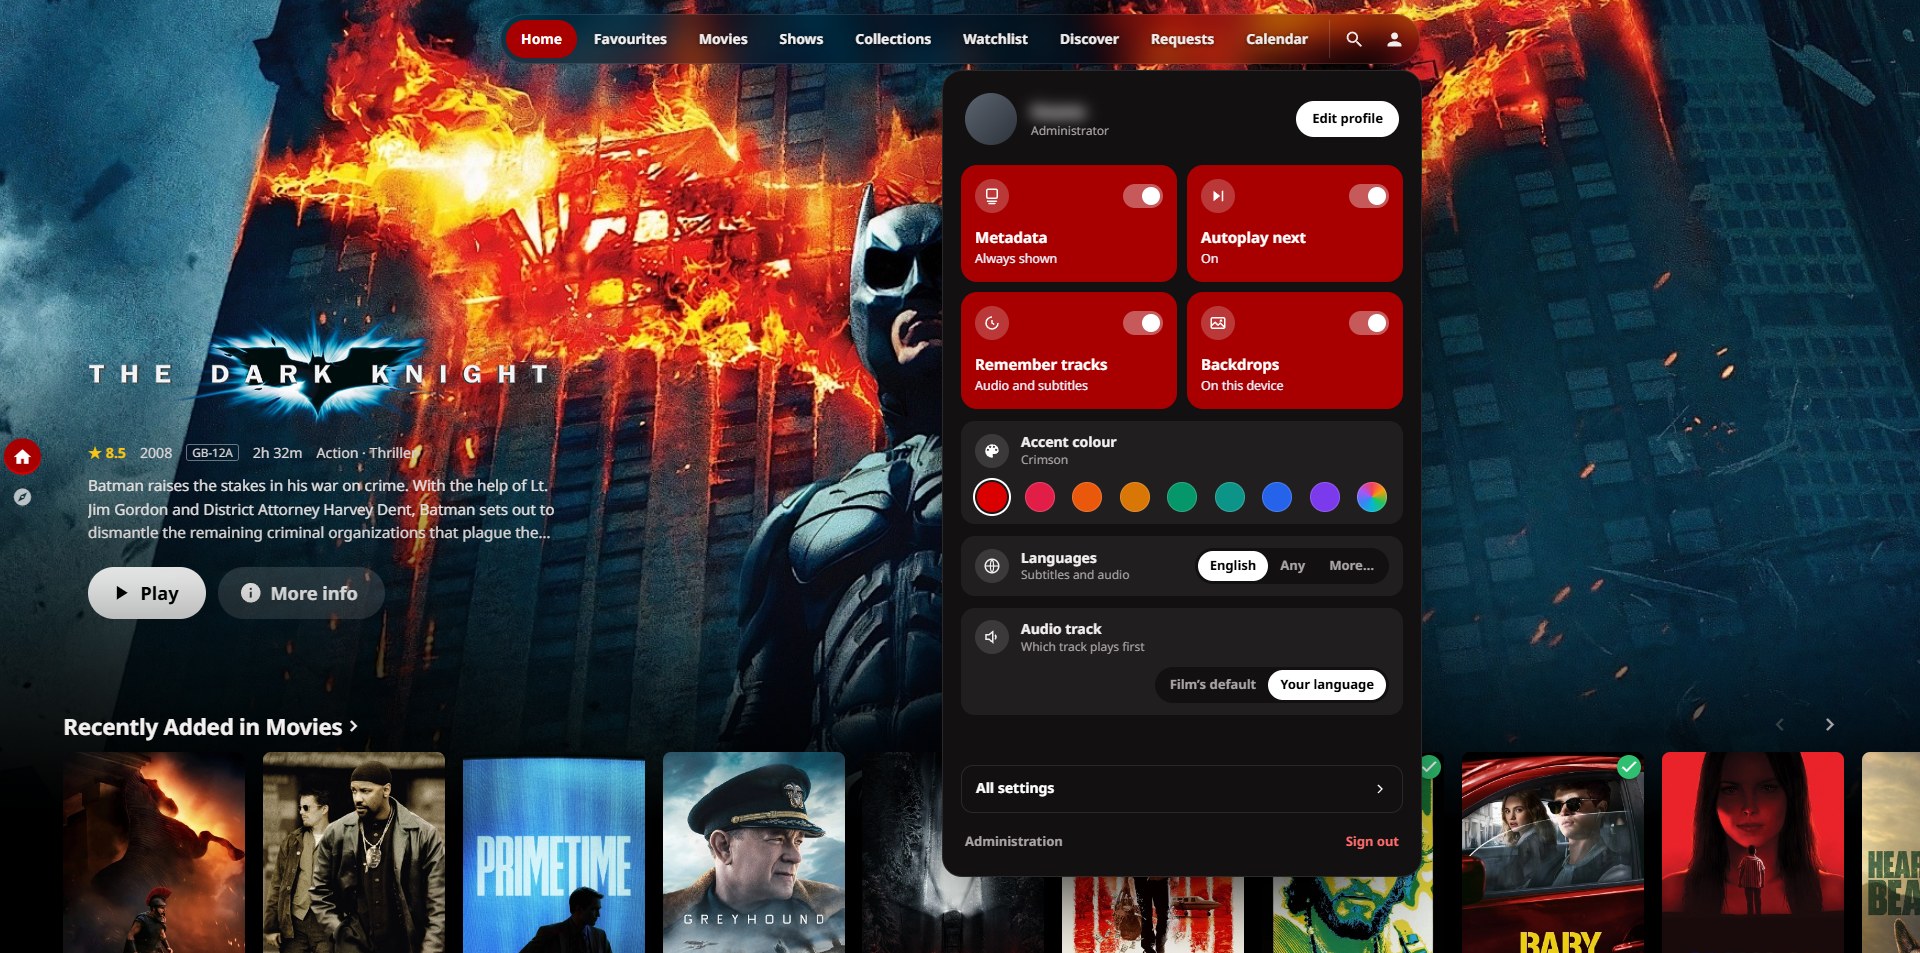 Home
Favourites
Movies
Shows
Collections
Watchlist
Discover
Requests
Calendar
Administrator
Edit profile
Metadata
Always shown
Autoplay next
On
Remember tracks
Audio and subtitles
Backdrops
On this device
Accent colour
Crimson
Languages
Subtitles and audio
English
Any
More...
Audio track
Which track plays first
Film's default
Your language
All settings
Administration
Sign out
THE DARK KNIGHT
8.5 2008 GB-12A 2h 32m Action · Thriller
Batman raises the stakes in his war on crime. With the help of Lt.
Jim Gordon and District Attorney Harvey Dent, Batman sets out to
dismantle the remaining criminal organizations that plague the...
Play
More info
Recently Added in Movies
PRIMETIME
GREYHOUND
BABY